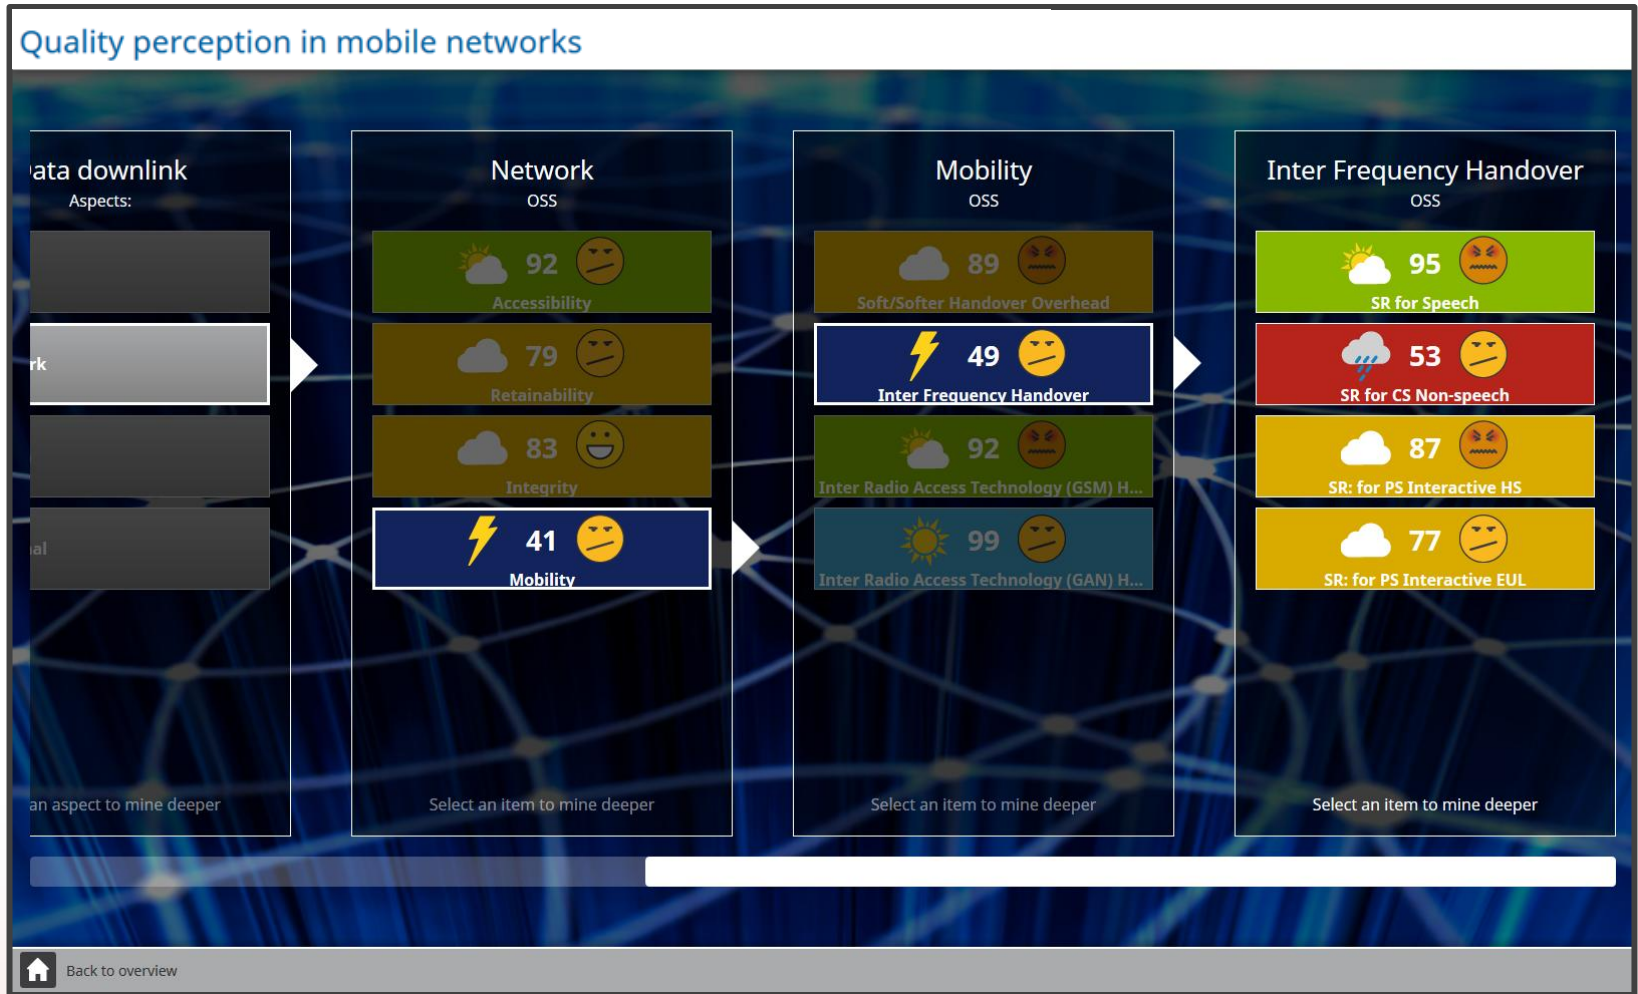 Quality perception in mobile networks
ata downlink
Aspects:
rk
al
an aspect to mine deeper
Network
OSS
92
Accessibility
79
Retainability
83
Integrity
41
Mobility
Select an item to mine deeper
Mobility
OSS
89
Soft/Softer Handover Overhead
49
Inter Frequency Handover
92
Inter Radio Access Technology (GSM) H...
99
Inter Radio Access Technology (GAN) H...
Select an item to mine deeper
Inter Frequency Handover
OSS
95
SR for Speech
53
SR for CS Non-speech
87
SR: for PS Interactive HS
77
SR: for PS Interactive EUL
Select an item to mine deeper
Back to overview